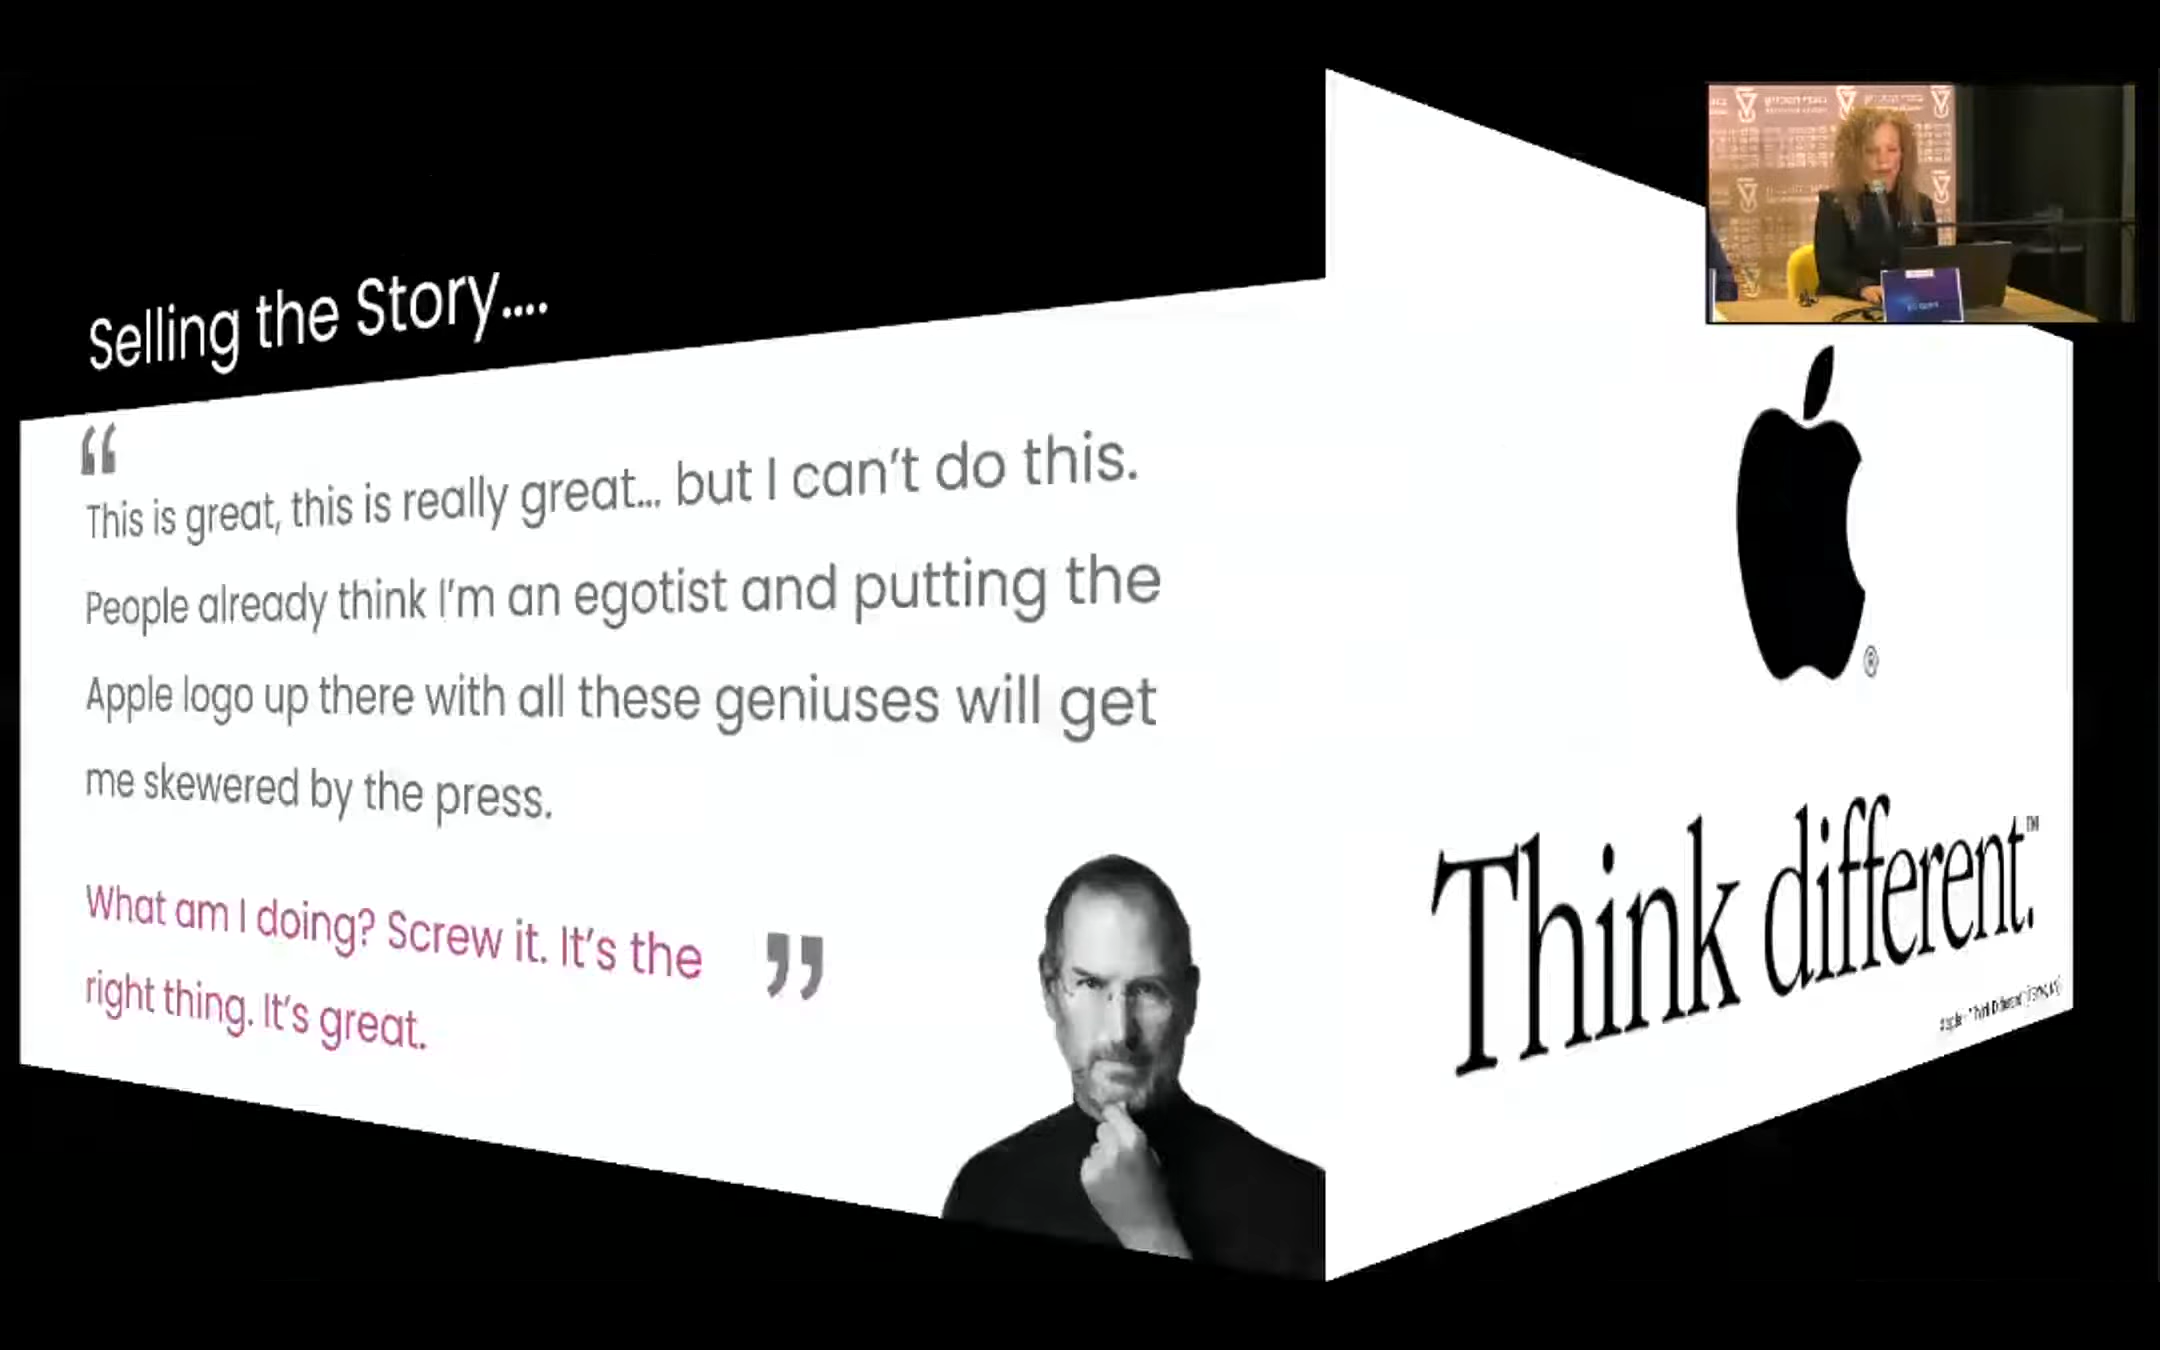 Selling the Story....
“
This is great, this is really great... but I can’t do this.
People already think I’m an egotist and putting the
Apple logo up there with all these geniuses will get
me skewered by the press.
What am I doing? Screw it. It’s the
right thing. It’s great.
”
®
Think different.™